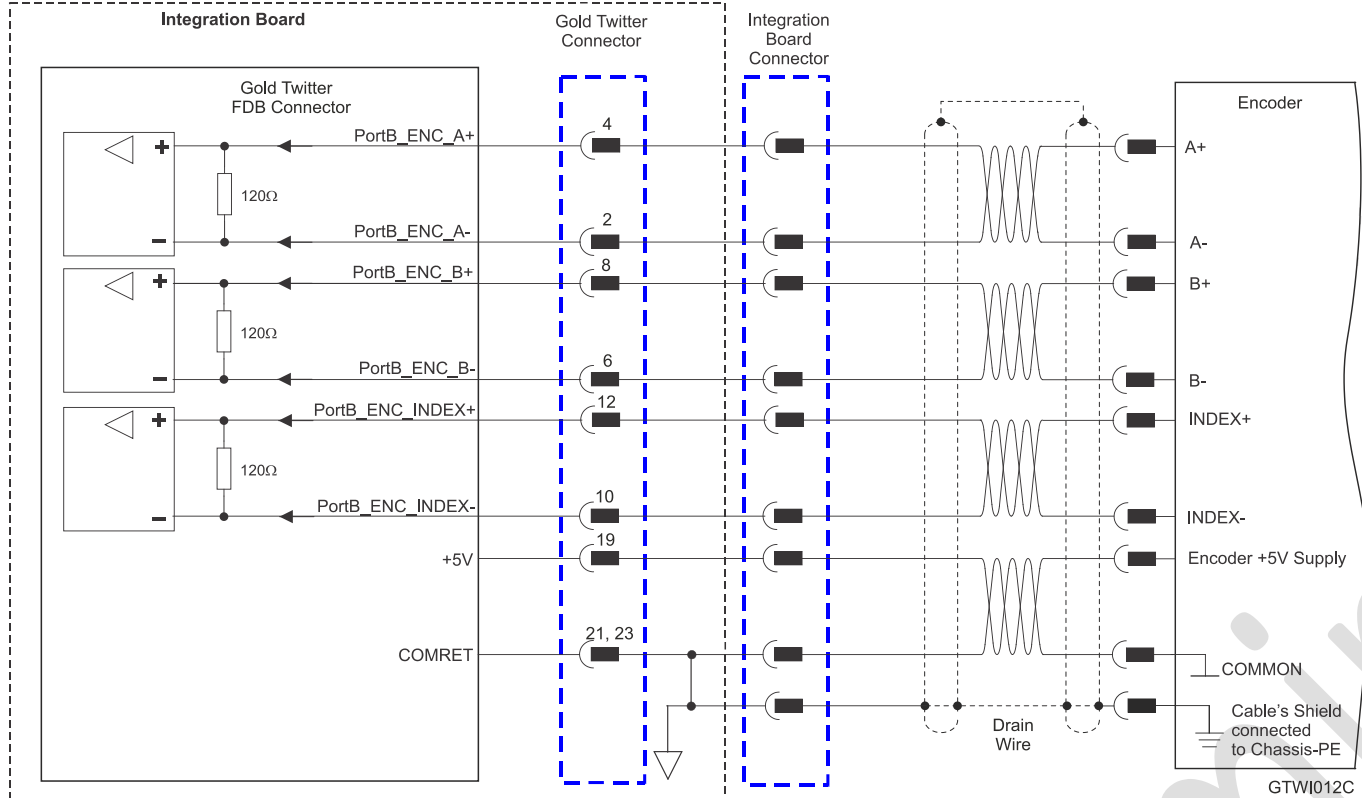 Integration Board
Gold Twitter
Connector
Integration
Board
Connector
Gold Twitter
FDB Connector
Encoder
+
PortB_ENC_A+
4
A+
120Ω
-
PortB_ENC_A-
2
A-
+
PortB_ENC_B+
8
B+
120Ω
-
PortB_ENC_B-
6
B-
+
PortB_ENC_INDEX+
12
INDEX+
120Ω
-
PortB_ENC_INDEX-
10
INDEX-
+5V
19
Encoder +5V Supply
COMRET
21, 23
COMMON
Drain
Wire
Cable's Shield
connected
to Chassis-PE
GTWI012C